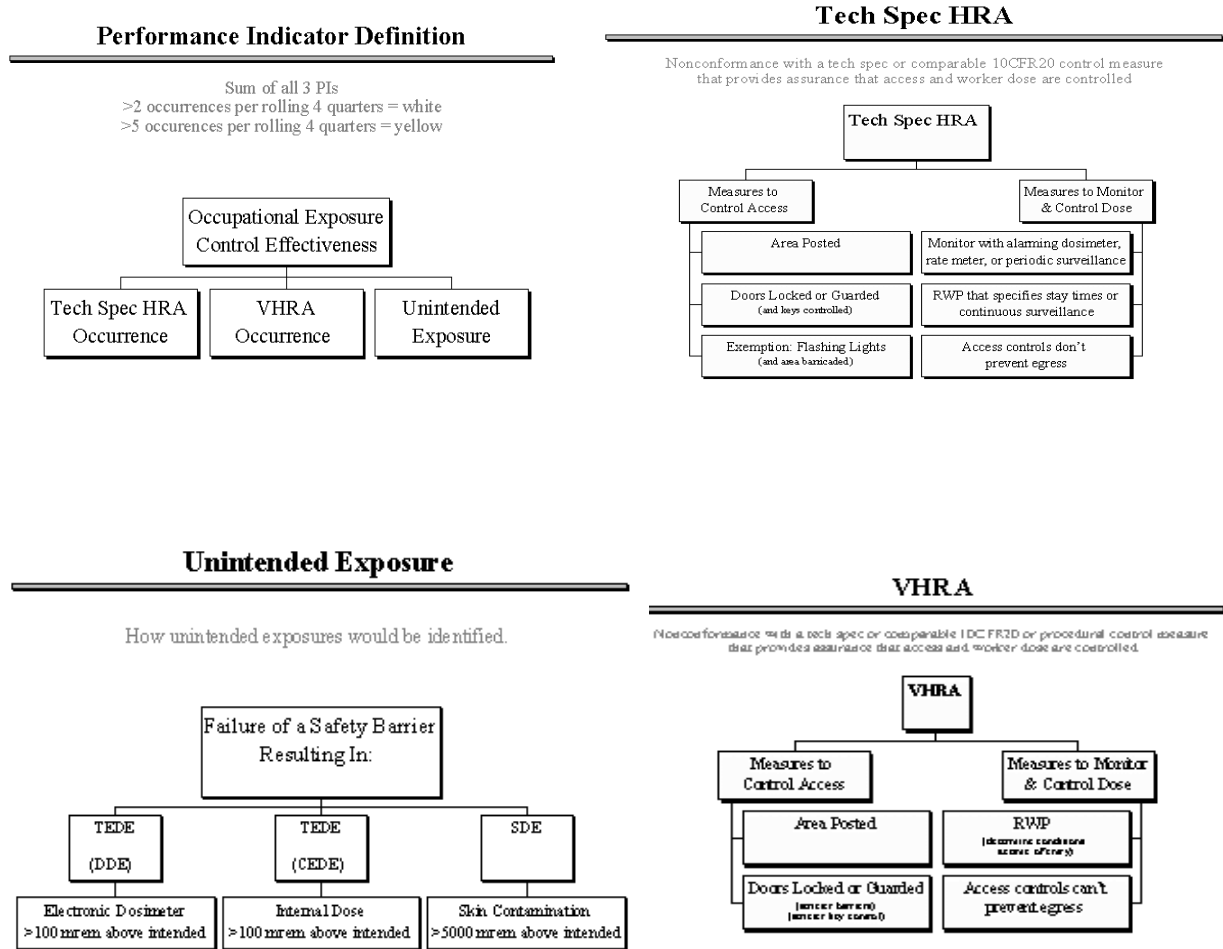 Performance Indicator Definition
Sum of all 3 PIs
>2 occurrences per rolling 4 quarters = white
>5 occurences per rolling 4 quarters = yellow
Occupational Exposure
Control Effectiveness
Tech Spec HRA
Occurrence
VHRA
Occurrence
Unintended
Exposure
Tech Spec HRA
Nonconformance with a tech spec or comparable 10CFR20 control measure
that provides assurance that access and worker dose are controlled
Tech Spec HRA
Measures to
Control Access
Area Posted
Doors Locked or Guarded
(and keys controlled)
Exemption: Flashing Lights
(and area barricaded)
Measures to Monitor
& Control Dose
Monitor with alarming dosimeter,
rate meter, or periodic surveillance
RWP that specifies stay times or
continuous surveillance
Access controls don't
prevent egress
Unintended Exposure
How unintended exposures would be identified.
Failure of a Safety Barrier
Resulting In:
TEDE
(DDE)
Electronic Dosimeter
>100 mrem above intended
TEDE
(CEDE)
Internal Dose
>100 mrem above intended
SDE
Skin Contamination
>5000 mrem above intended
VHRA
Nonconformance with a tech spec or comparable 10CFR20 or procedural control measure
that provides assurance that access and worker dose are controlled
VHRA
Measures to
Control Access
Area Posted
Doors Locked or Guarded
Measures to Monitor
& Control Dose
RWP
Access controls can't
prevent egress